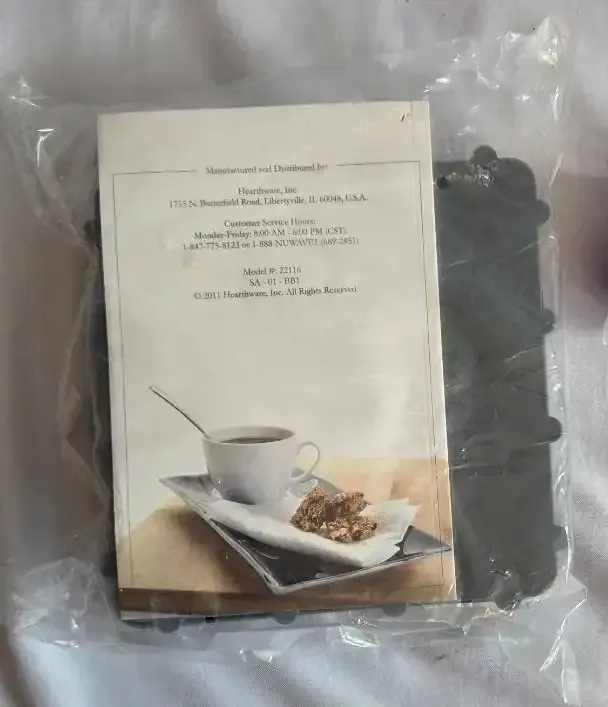 Manufactured and Distributed by:
Hearthware, Inc
1755 N. Butterfield Road, Libertyville, IL 60048, U.S.A.
Customer Service Hours:
Monday-Friday: 8:00 AM - 6:00 PM (CST)
1-847-775-8123 or 1-888-NUWAVE1 (689-2831)
Model #: 22116
SA - 01 - BB1
© 2011 Hearthware, Inc. All Rights Reserved